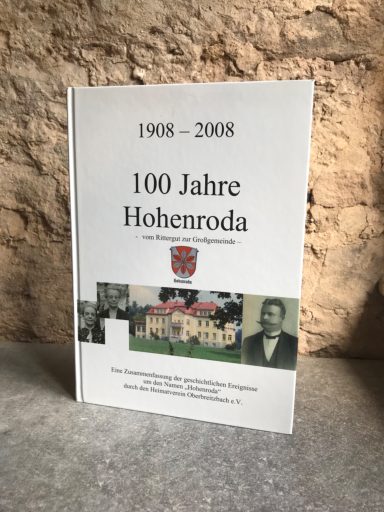 1908 – 2008
100 Jahre
Hohenroda
- vom Rittergut zur Großgemeinde –
Hohenroda
Eine Zusammenfassung der geschichtlichen Ereignisse
um den Namen „Hohenroda“
durch den Heimatverein Oberbreitzbach e.V.